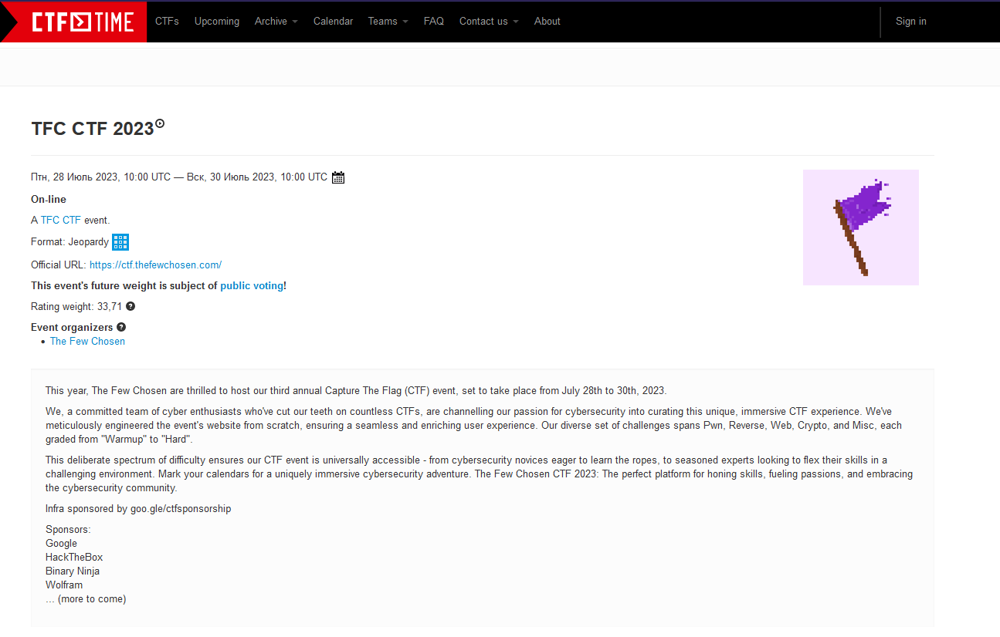 CTF TIME
CTFs Upcoming Archive Calendar Teams FAQ Contact us About Sign in
TFC CTF 2023
Птн, 28 Июль 2023, 10:00 UTC — Вск, 30 Июль 2023, 10:00 UTC
On-line
A TFC CTF event.
Format: Jeopardy
Official URL: https://ctf.thefewchosen.com/
This event's future weight is subject of public voting!
Rating weight: 33,71 ?
Event organizers ?
• The Few Chosen
This year, The Few Chosen are thrilled to host our third annual Capture The Flag (CTF) event, set to take place from July 28th to 30th, 2023.
We, a committed team of cyber enthusiasts who've cut our teeth on countless CTFs, are channelling our passion for cybersecurity into curating this unique, immersive CTF experience. We've
meticulously engineered the event's website from scratch, ensuring a seamless and enriching user experience. Our diverse set of challenges spans Pwn, Reverse, Web, Crypto, and Misc, each
graded from "Warmup" to "Hard".
This deliberate spectrum of difficulty ensures our CTF event is universally accessible - from cybersecurity novices eager to learn the ropes, to seasoned experts looking to flex their skills in a
challenging environment. Mark your calendars for a uniquely immersive cybersecurity adventure. The Few Chosen CTF 2023: The perfect platform for honing skills, fueling passions, and embracing
the cybersecurity community.
Infra sponsored by goo.gle/ctfsponsorship
Sponsors:
Google
HackTheBox
Binary Ninja
Wolfram
... (more to come)